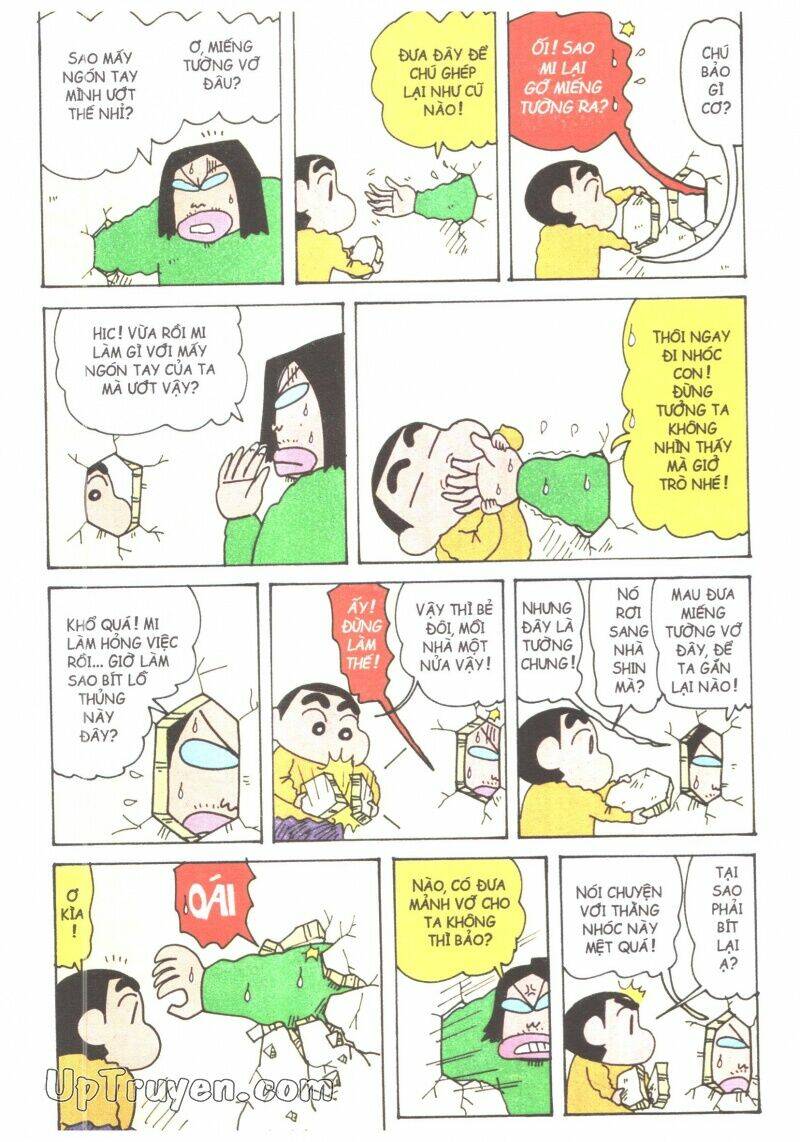 CHÚ
BẢO
GÌ
CƠ?
ỐI! SAO
MI LẠI
GỠ MIẾNG
TƯỜNG RA?
ĐƯA ĐÂY ĐỂ
CHÚ GHÉP
LẠI NHƯ CŨ
NÀO!
Ơ, MIẾNG
TƯỜNG VỠ
ĐÂU?
SAO MẤY
NGÓN TAY
MÌNH ƯỚT
THẾ NHỈ?
THÔI NGAY
ĐI NHÓC
CON!
ĐỪNG
TƯỞNG TA
KHÔNG
NHÌN THẤY
MÀ GIỞ
TRÒ NHÉ!
HIC! VỪA RỒI MI
LÀM GÌ VỚI MẤY
NGÓN TAY CỦA TA
MÀ ƯỚT VẬY?
MAU ĐƯA
MIẾNG
TƯỜNG VỠ
ĐÂY, ĐỂ
TA GẮN
LẠI NÀO!
NÓ
RƠI
SANG
NHÀ
SHIN
MÀ?
NHƯNG
ĐÂY LÀ
TƯỜNG
CHUNG!
VẬY THÌ BẺ
ĐÔI, MỖI
NHÀ MỘT
NỬA VẬY!
ẤY!
ĐỪNG
LÀM
THẾ!
KHỔ QUÁ! MI
LÀM HỎNG VIỆC
RỒI... GIỜ LÀM
SAO BÍT LỖ
THỦNG
NÀY
ĐÂY?
TẠI
SAO
PHẢI
BÍT
LẠI
Ạ?
NÓI CHUYỆN
VỚI THẰNG
NHÓC NÀY
MỆT QUÁ!
NÀO, CÓ ĐƯA
MẢNH VỠ CHO
TA KHÔNG
THÌ BẢO?
OÁI
Ơ
KÌA
!
UpTruyen.com